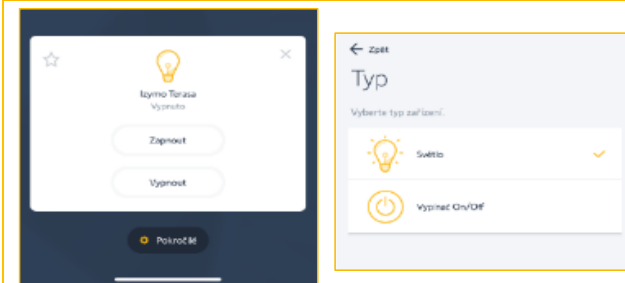 Izymo Terasa
Vypnuto
Zapnout
Vypnout
Pokročilé
Zpět
Typ
Vyberte typ zařízení.
Světlo
Vypínač On/Off